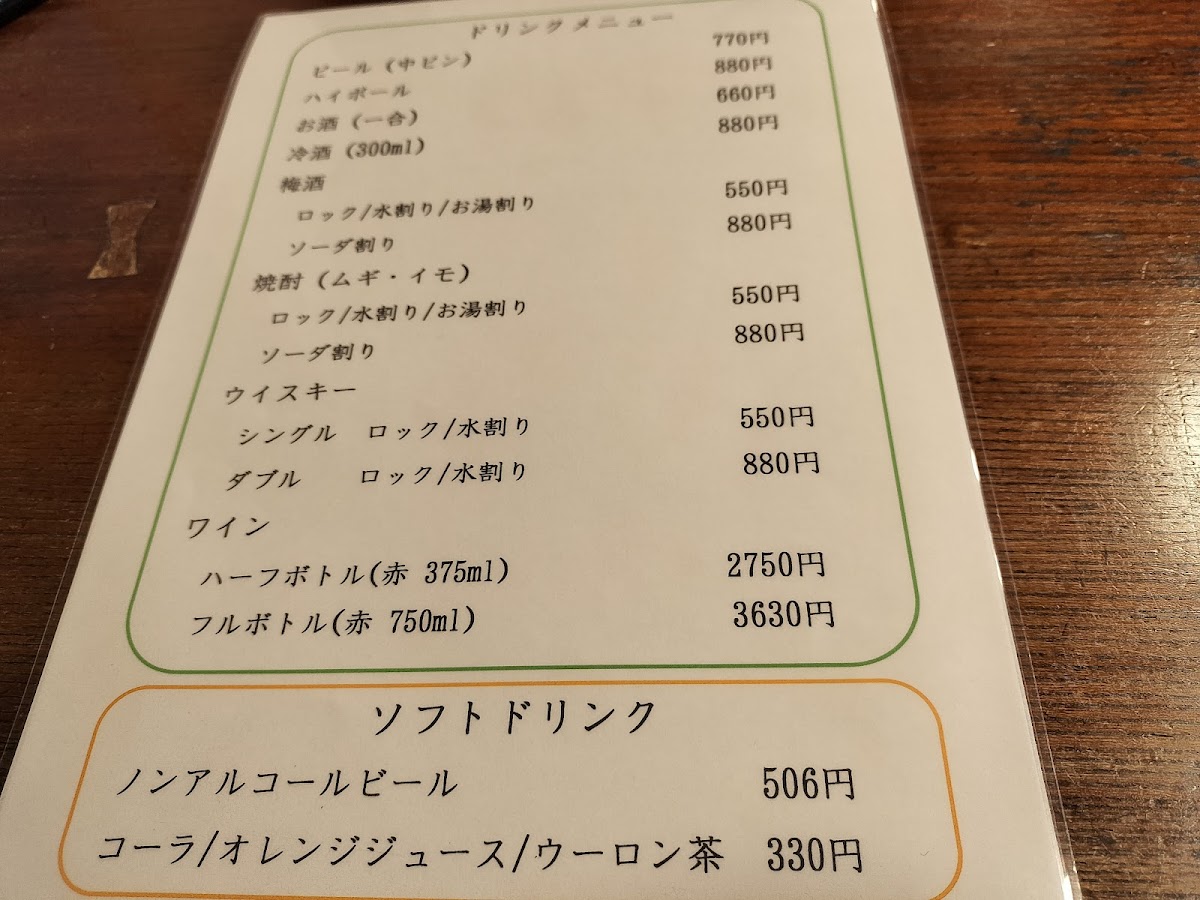 ドリンクメニュー
ビール (中ビン) 770円
ハイボール 880円
お酒 (一合) 660円
冷酒 (300ml) 880円
梅酒
ロック/水割り/お湯割り 550円
ソーダ割り 880円
焼酎 (ムギ・イモ)
ロック/水割り/お湯割り 550円
ソーダ割り 880円
ウイスキー
シングル ロック/水割り 550円
ダブル ロック/水割り 880円
ワイン
ハーフボトル(赤 375ml) 2750円
フルボトル(赤 750ml) 3630円
ソフトドリンク
ノンアルコールビール 506円
コーラ/オレンジジュース/ウーロン茶 330円